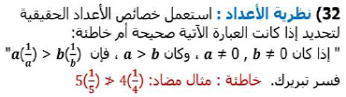 32) نظرية الأعداد : استعمل خصائص الأعداد الحقيقية
لتحديد إذا كانت العبارة الآتية صحيحة أم خاطئة:
" إذا كان a ≠ 0 , b ≠ 0 ، وكان a > b ، فإن a(1/a) > b(1/b)"
فسر تبريرك. خاطئة : مثال مضاد: 5(1/5) ≯ 4(1/4)